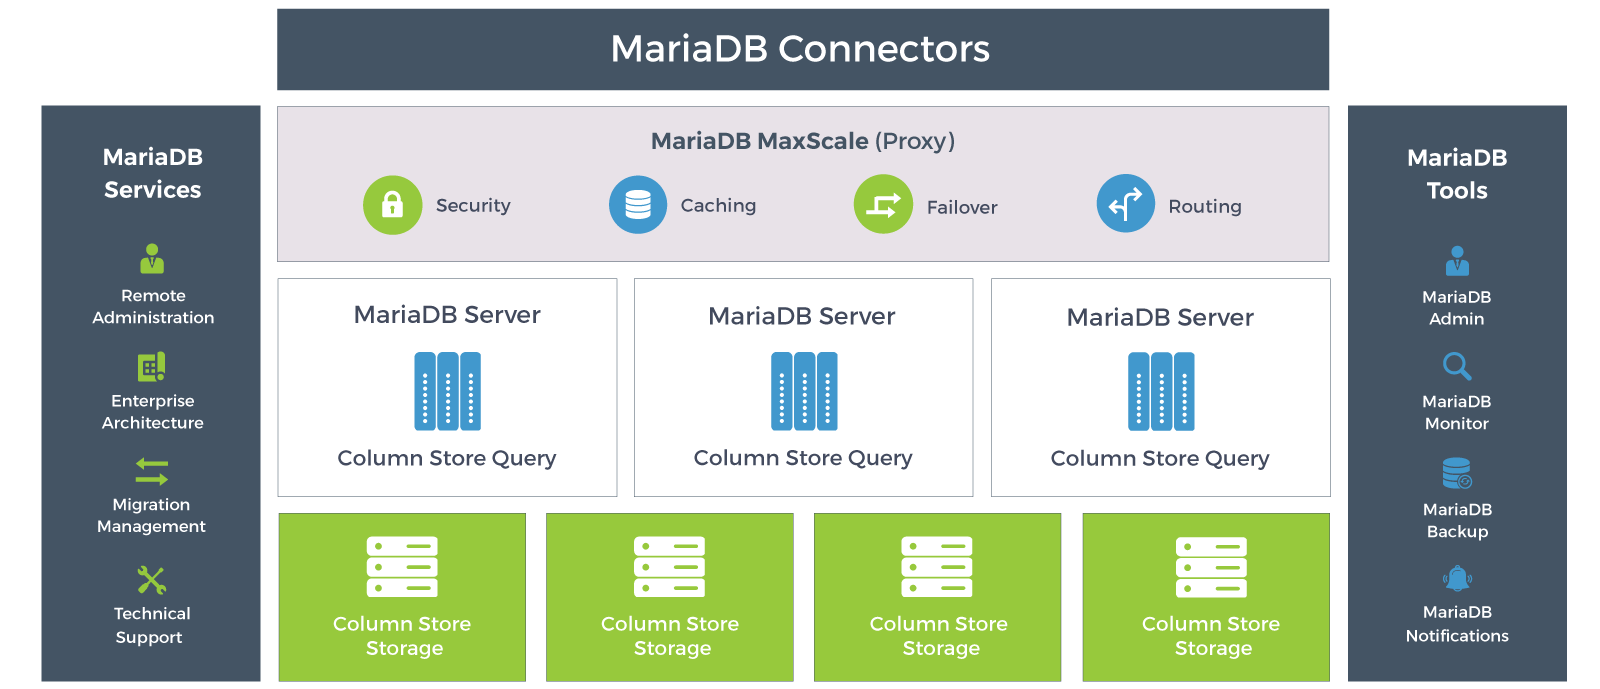 MariaDB Connectors
MariaDB
Services
Remote
Administration
Enterprise
Architecture
Migration
Management
Technical
Support
MariaDB MaxScale (Proxy)
Security
Caching
Failover
Routing
MariaDB Server
Column Store Query
MariaDB Server
Column Store Query
MariaDB Server
Column Store Query
Column Store
Storage
Column Store
Storage
Column Store
Storage
Column Store
Storage
MariaDB
Tools
MariaDB
Admin
MariaDB
Monitor
MariaDB
Backup
MariaDB
Notifications